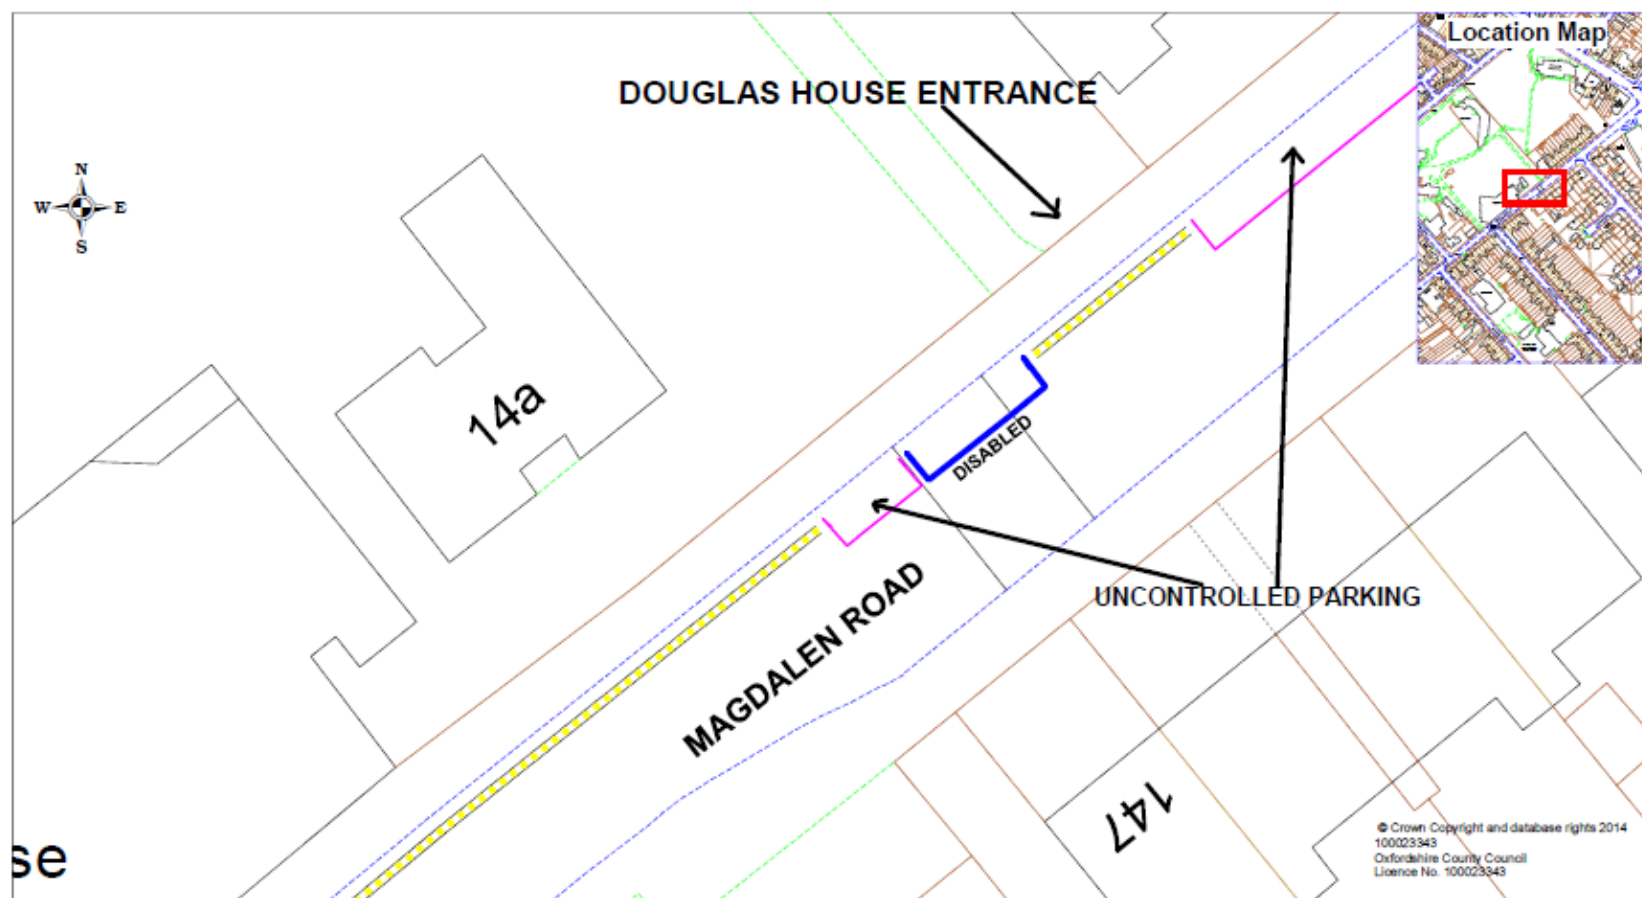 Location Map
DOUGLAS HOUSE ENTRANCE
N
W E
S
14a
DISABLED
UNCONTROLLED PARKING
MAGDALEN ROAD
147
© Crown Copyright and database rights 2014
100023343
Oxfordshire County Council
Licence No. 100023343
se